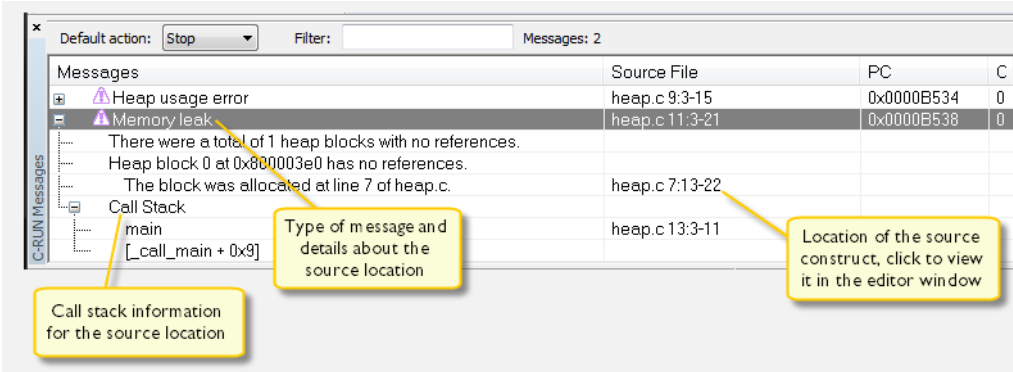 Default action: Stop Filter: Messages: 2
Messages Source File PC C
Heap usage error heap.c 9:3-15 0x0000B534 0
Memory leak heap.c 11:3-21 0x0000B538 0
There were a total of 1 heap blocks with no references.
Heap block 0 at 0x800003e0 has no references.
The block was allocated at line 7 of heap.c. heap.c 7:13-22
Call Stack
main heap.c 13:3-11
[_call_main + 0x9]
C-RUN Messages
Type of message and
details about the
source location
Location of the source
construct, click to view
it in the editor window
Call stack information
for the source location